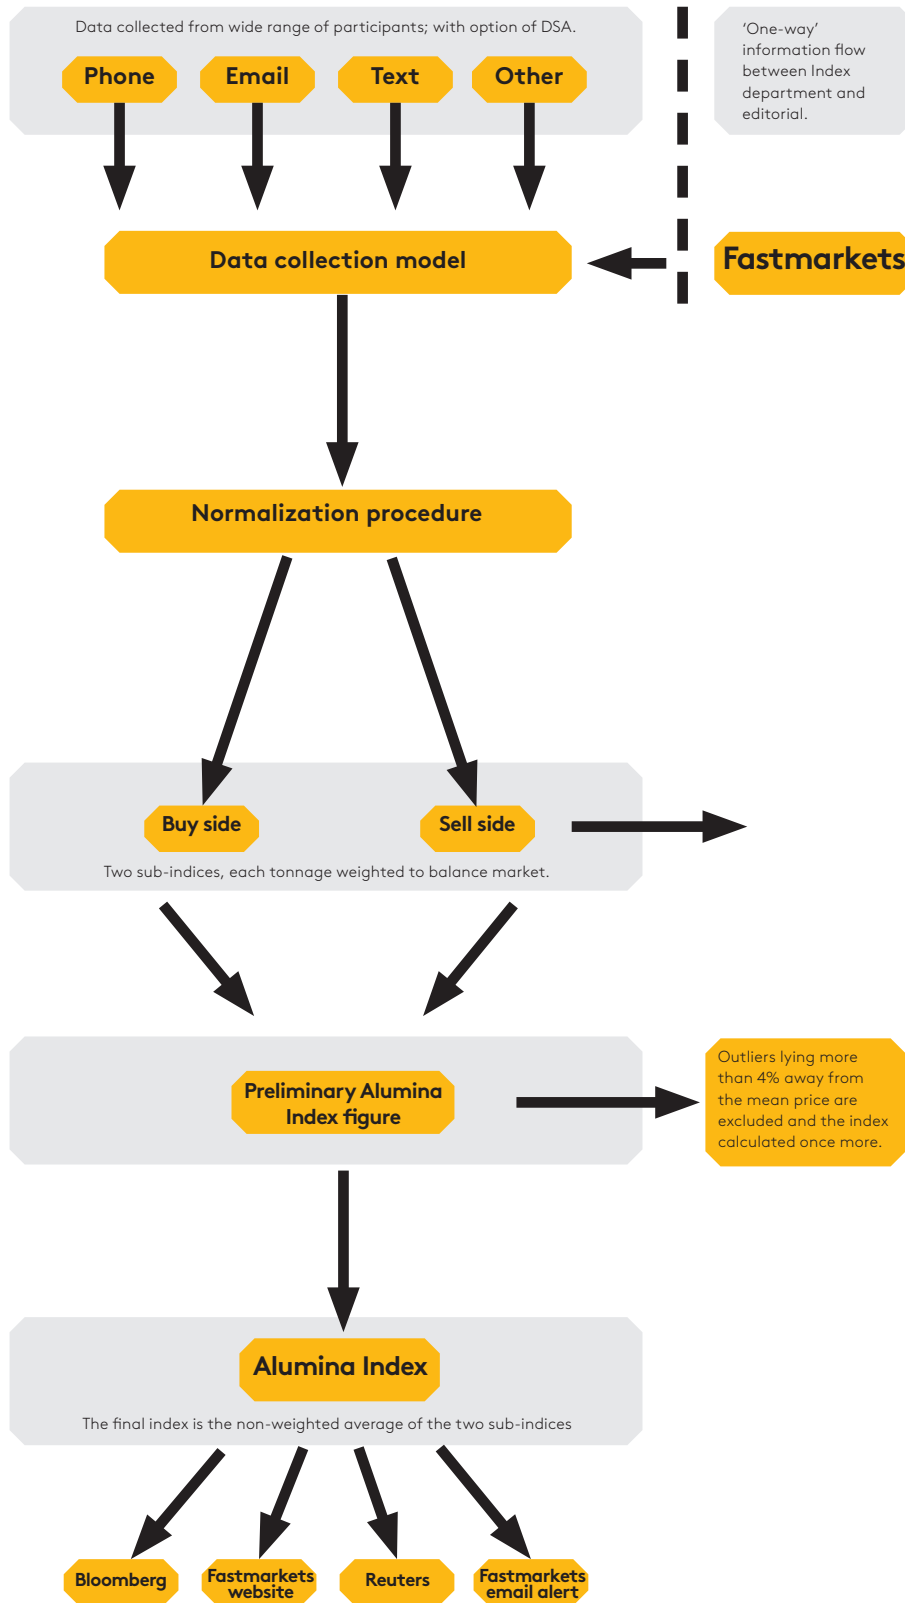 Data collected from wide range of participants; with option of DSA.
Phone
Email
Text
Other
‘One-way’
information flow
between Index
department and
editorial.
Data collection model
Fastmarkets
Normalization procedure
Buy side
Sell side
Two sub-indices, each tonnage weighted to balance market.
Preliminary Alumina
Index figure
Outliers lying more
than 4% away from
the mean price are
excluded and the index
calculated once more.
Alumina Index
The final index is the non-weighted average of the two sub-indices
Bloomberg
Fastmarkets
website
Reuters
Fastmarkets
email alert